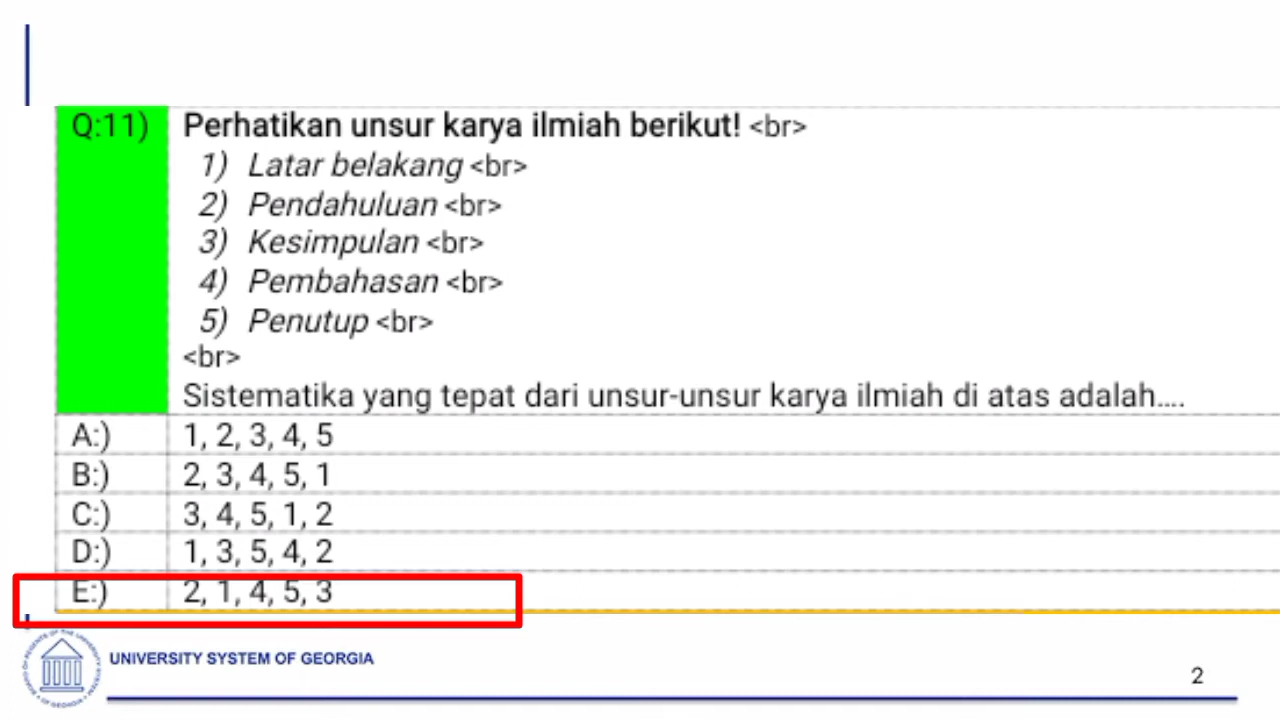 Q:11) Perhatikan unsur karya ilmiah berikut! <br>
1) Latar belakang <br>
2) Pendahuluan <br>
3) Kesimpulan <br>
4) Pembahasan <br>
5) Penutup <br>
<br>
Sistematika yang tepat dari unsur-unsur karya ilmiah di atas adalah....
A:) 1, 2, 3, 4, 5
B:) 2, 3, 4, 5, 1
C:) 3, 4, 5, 1, 2
D:) 1, 3, 5, 4, 2
E:) 2, 1, 4, 5, 3
UNIVERSITY SYSTEM OF GEORGIA
2